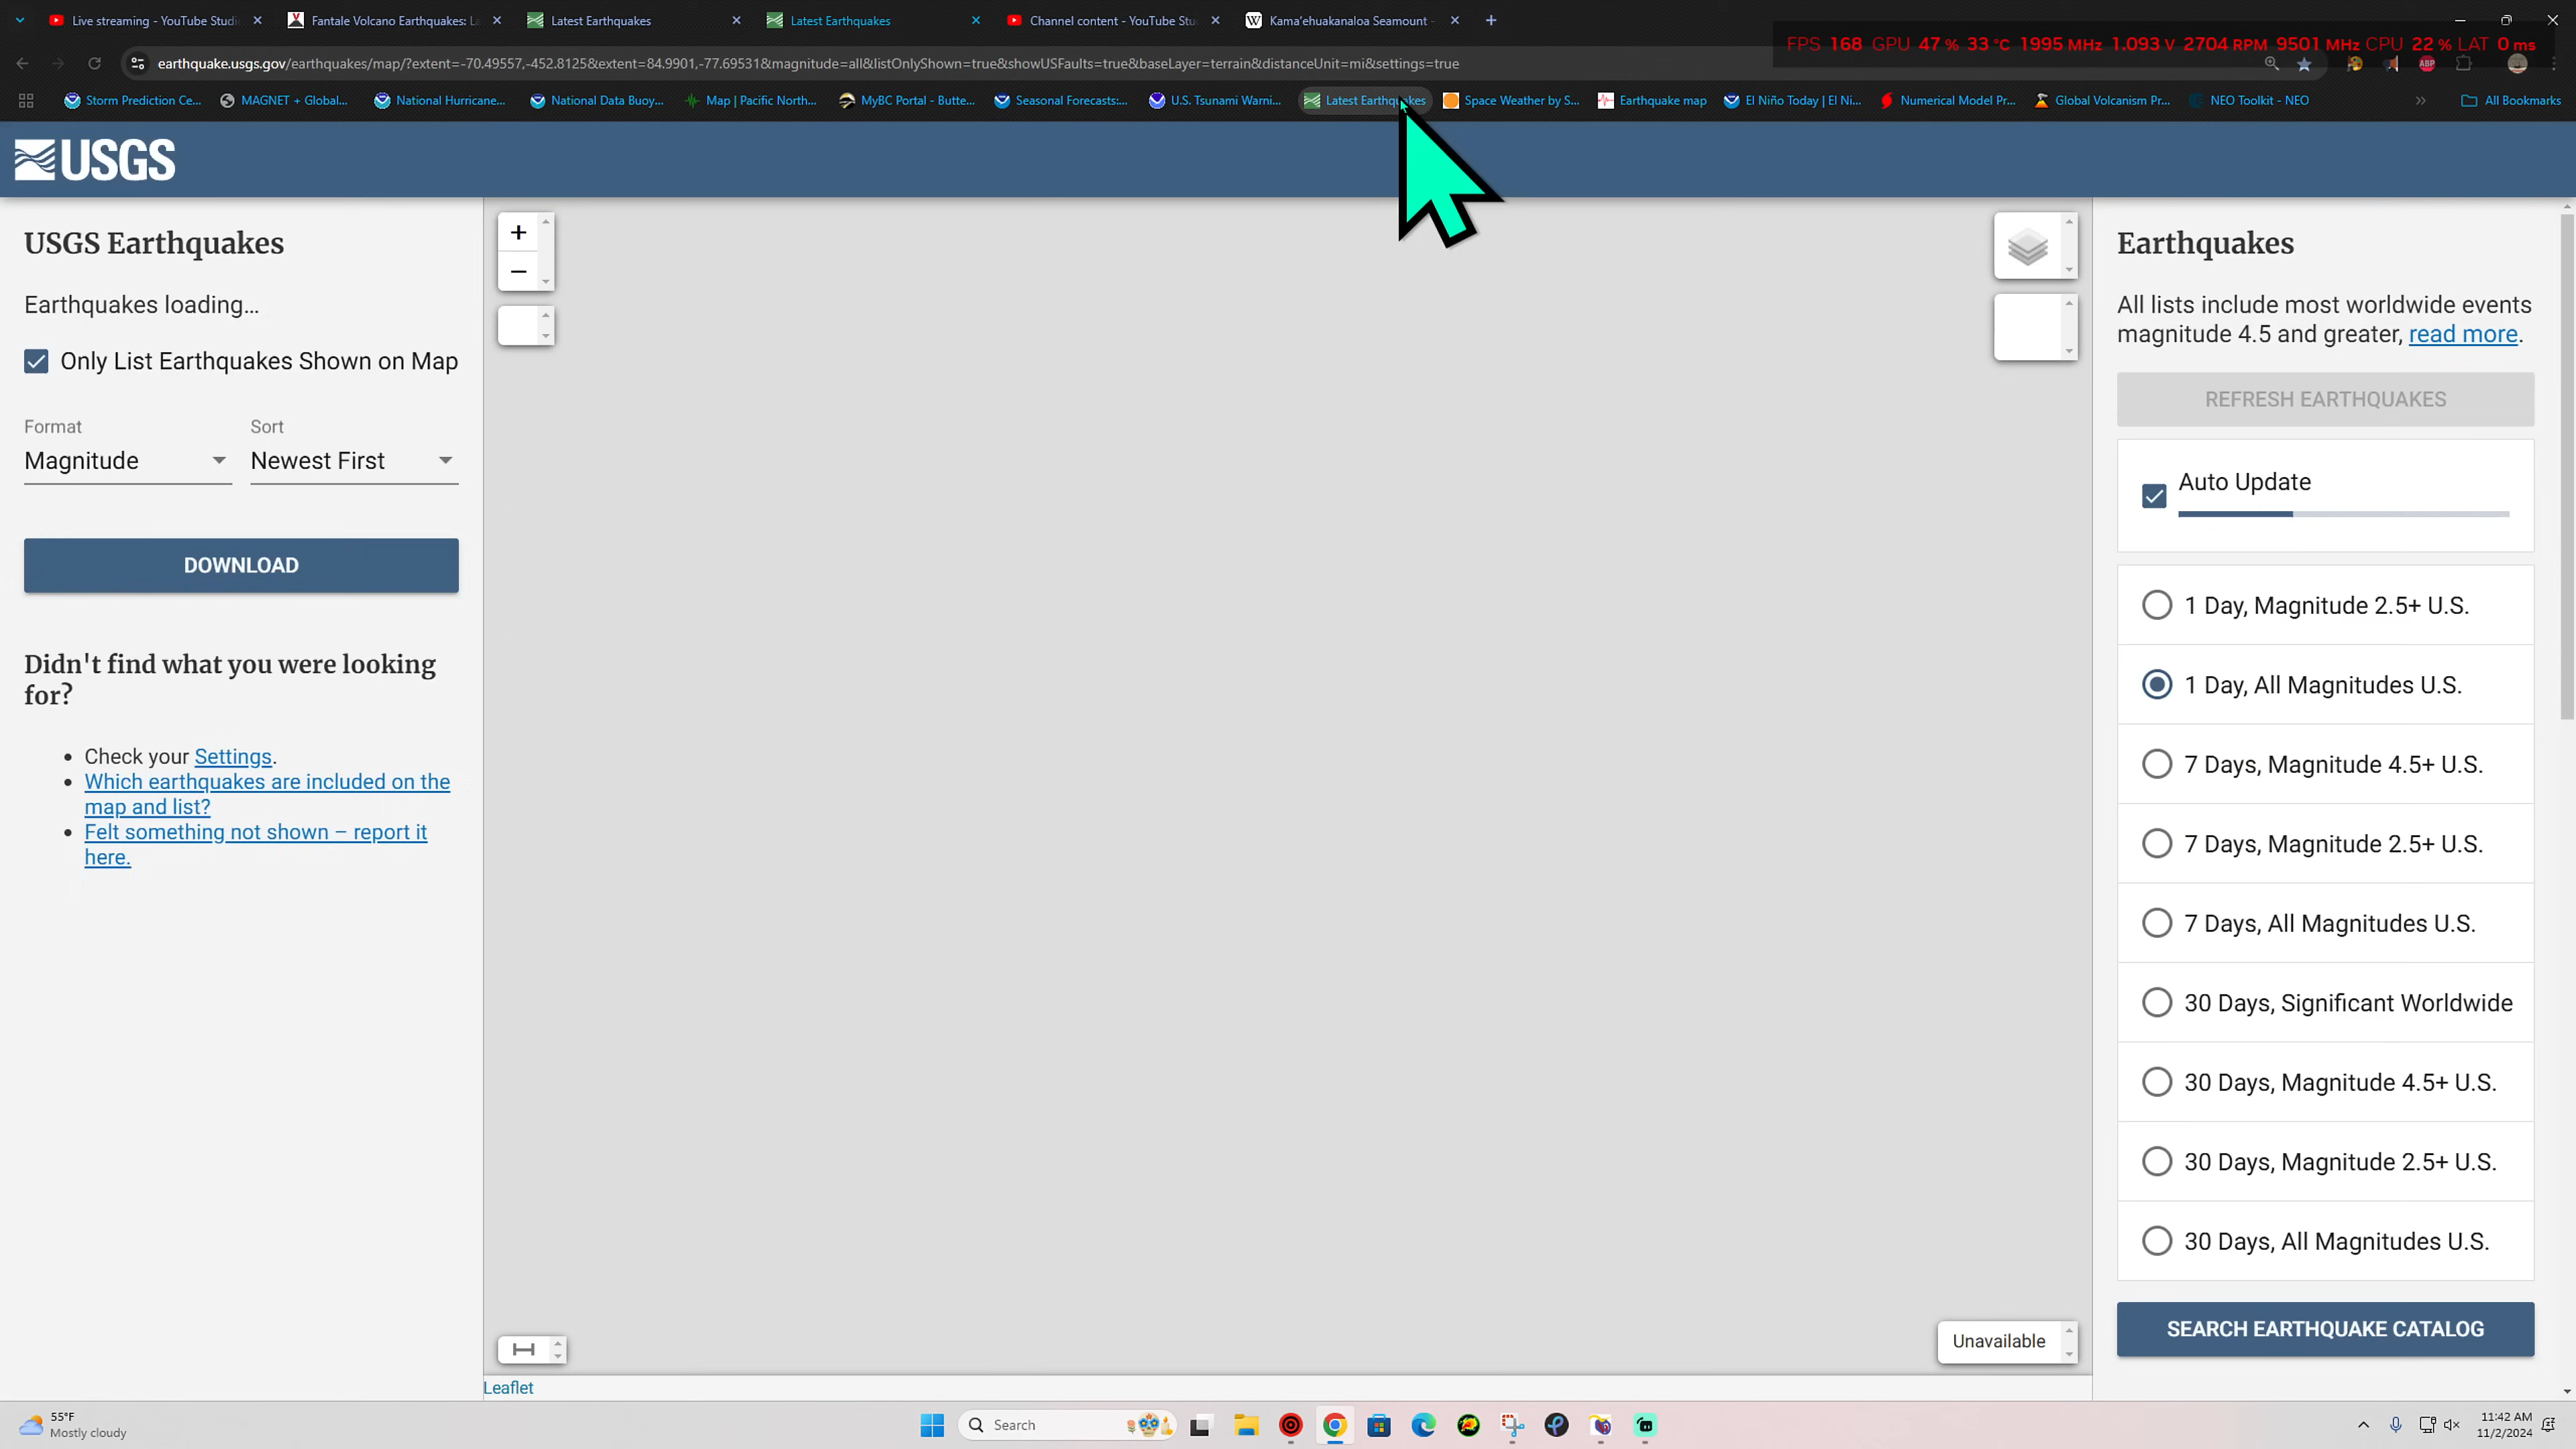 Live streaming - YouTube Studi
Fantale Volcano Earthquakes: La
Latest Earthquakes
Latest Earthquakes
Channel content - YouTube Stu
Kama'ehuakanaloa Seamount -
FPS 168 GPU 47 % 33 °C 1995 MHz 1.093 V 2704 RPM 9501 MHz CPU 22 % LAT 0 ms
earthquake.usgs.gov/earthquakes/map/?extent=-70.49557,-452.8125&extent=84.9901,-77.69531&magnitude=all&listOnlyShown=true&showUSFaults=true&baseLayer=terrain&distanceUnit=mi&settings=true
ABP
Storm Prediction Ce...
MAGNET + Global...
National Hurricane...
National Data Buoy...
Map | Pacific North...
MyBC Portal - Butte...
Seasonal Forecasts:...
U.S. Tsunami Warni...
Latest Earthquakes
Space Weather by S...
Earthquake map
El Niño Today | El Ni...
Numerical Model Pr...
Global Volcanism Pr...
NEO Toolkit - NEO
All Bookmarks
USGS
USGS Earthquakes
Earthquakes loading...
Only List Earthquakes Shown on Map
Format
Sort
Magnitude
Newest First
DOWNLOAD
Didn't find what you were looking
for?
Check your Settings.
Which earthquakes are included on the
map and list?
Felt something not shown – report it
here.
+
−
Unavailable
Leaflet
Earthquakes
All lists include most worldwide events
magnitude 4.5 and greater, read more.
REFRESH EARTHQUAKES
Auto Update
1 Day, Magnitude 2.5+ U.S.
1 Day, All Magnitudes U.S.
7 Days, Magnitude 4.5+ U.S.
7 Days, Magnitude 2.5+ U.S.
7 Days, All Magnitudes U.S.
30 Days, Significant Worldwide
30 Days, Magnitude 4.5+ U.S.
30 Days, Magnitude 2.5+ U.S.
30 Days, All Magnitudes U.S.
SEARCH EARTHQUAKE CATALOG
55°F
Mostly cloudy
Search
11:42 AM
11/2/2024